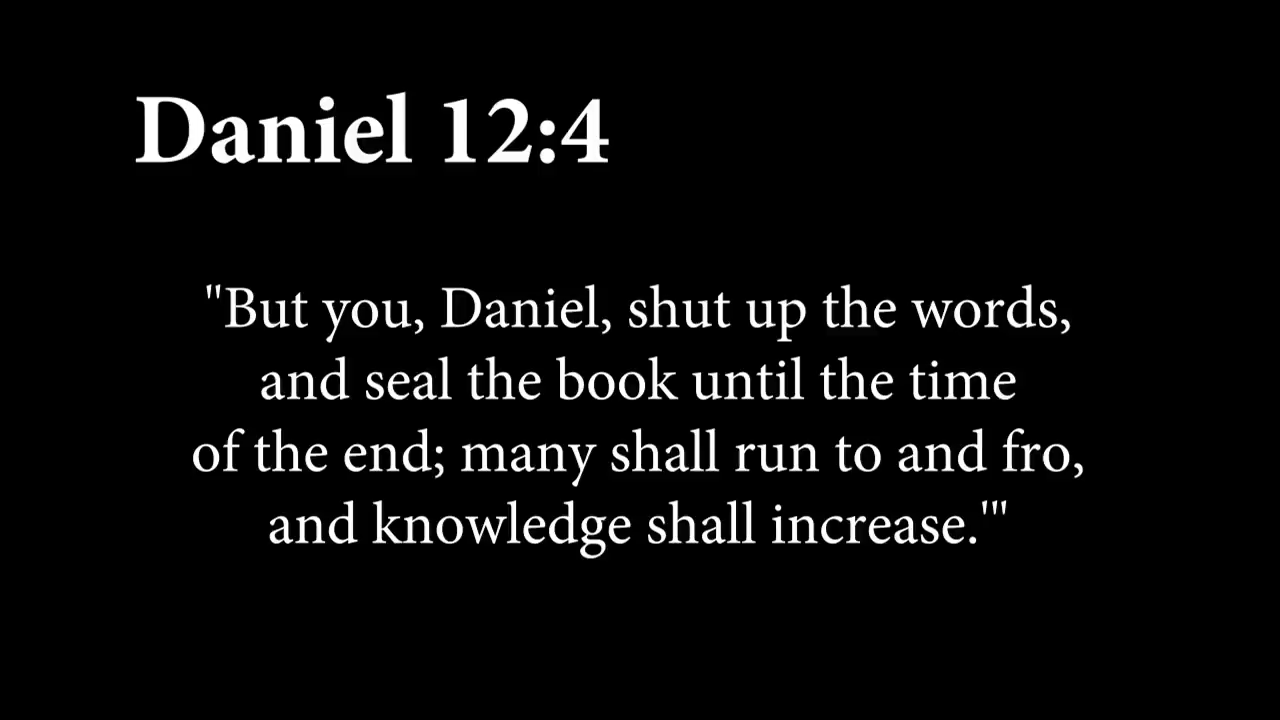 Daniel 12:4
"But you, Daniel, shut up the words,
and seal the book until the time
of the end; many shall run to and fro,
and knowledge shall increase.'"